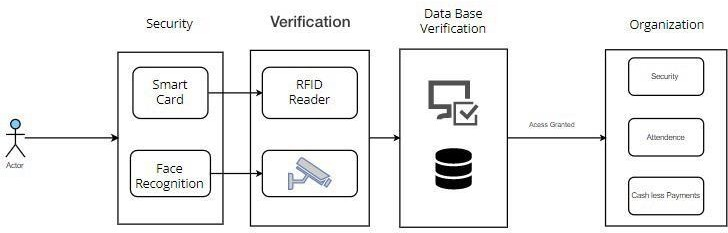 Security
Verification
Data Base
Verification
Organization
Smart
Card
RFID
Reader
Security
Actor
Acess Granted
Attendence
Face
Recognition
Cash less Payments